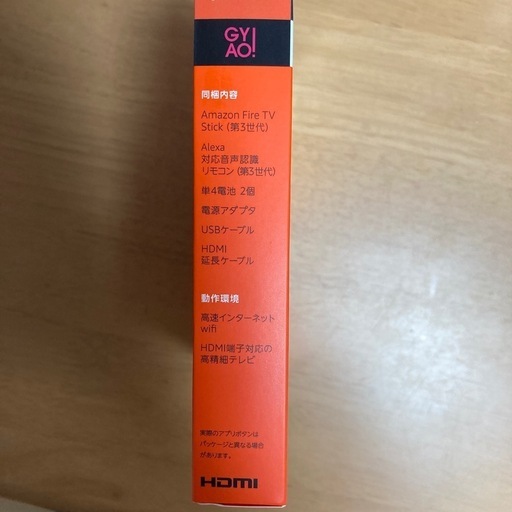 GY
AO!
同梱内容
Amazon Fire TV
Stick (第3世代)
Alexa
対応音声認識
リモコン (第3世代)
単4電池 2個
電源アダプタ
USBケーブル
HDMI
延長ケーブル
動作環境
高速インターネット
wifi
HDMI端子対応の
高精細テレビ
実際のアプリボタンは
パッケージと異なる場合
があります。
HDMI